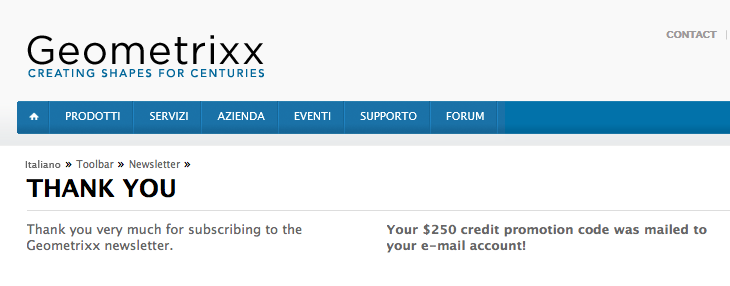 CONTACT |
Geometrixx
CREATING SHAPES FOR CENTURIES
PRODOTTI SERVIZI AZIENDA EVENTI SUPPORTO FORUM
Italiano » Toolbar » Newsletter »
THANK YOU
Thank you very much for subscribing to the
Geometrixx newsletter.
Your $250 credit promotion code was mailed to
your e-mail account!